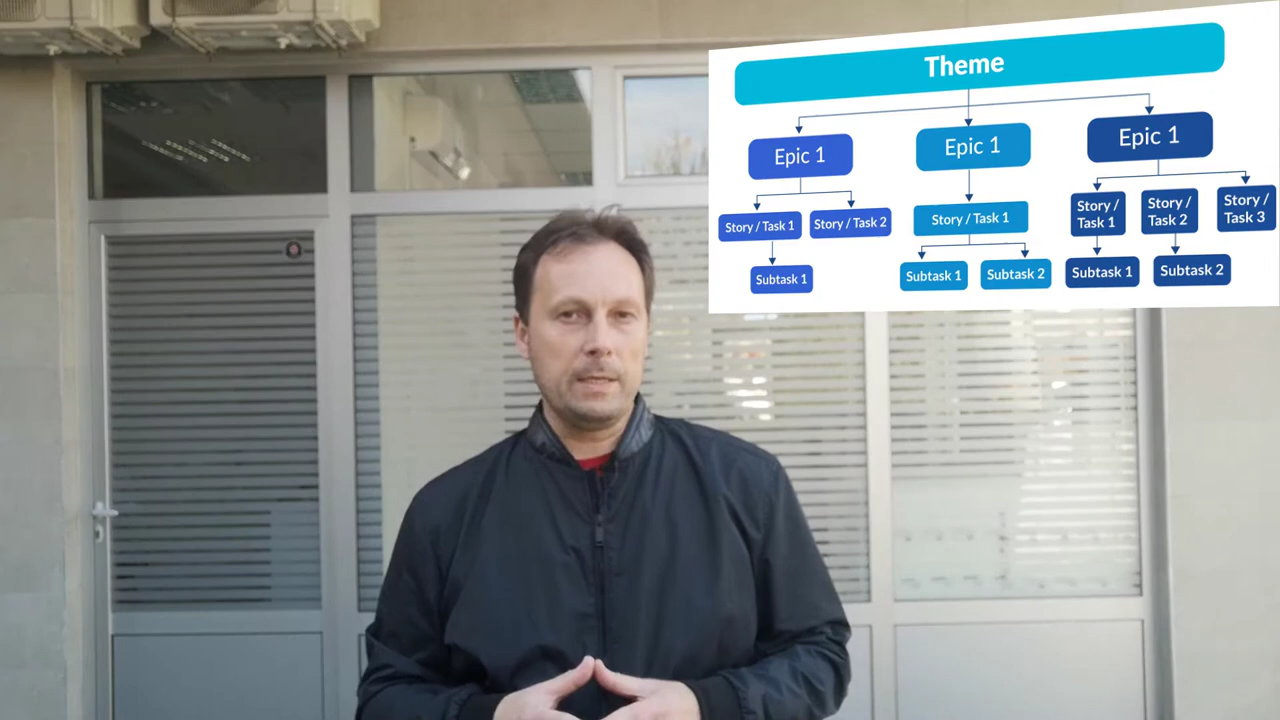 Theme
Epic 1
Epic 1
Epic 1
Story / Task 1
Story / Task 2
Story / Task 1
Story /
Task 1
Story /
Task 2
Story /
Task 3
Subtask 1
Subtask 1
Subtask 2
Subtask 1
Subtask 2